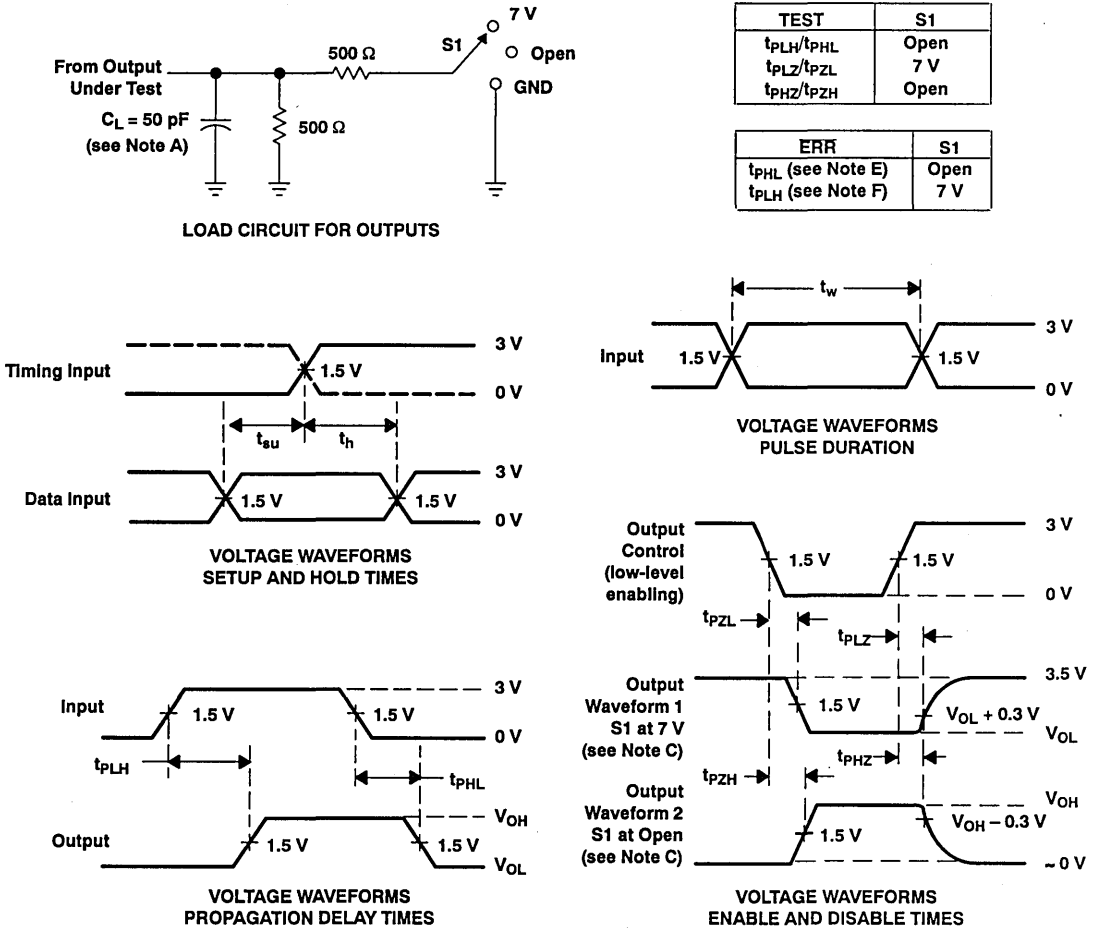 From Output
Under Test
CL = 50 pF
(see Note A)
500 Ω
500 Ω
S1
7 V
Open
GND
LOAD CIRCUIT FOR OUTPUTS
TEST S1
tPLH/tPHL Open
tPLZ/tPZL 7 V
tPHZ/tPZH Open
ERR S1
tPHL (see Note E) Open
tPLH (see Note F) 7 V
Timing Input
1.5 V
3 V
0 V
tsu
th
Data Input
1.5 V
1.5 V
3 V
0 V
VOLTAGE WAVEFORMS
SETUP AND HOLD TIMES
tw
Input
1.5 V
1.5 V
3 V
0 V
VOLTAGE WAVEFORMS
PULSE DURATION
Input
1.5 V
1.5 V
3 V
0 V
tPLH
tPHL
Output
1.5 V
1.5 V
VOH
VOL
VOLTAGE WAVEFORMS
PROPAGATION DELAY TIMES
Output
Control
(low-level
enabling)
1.5 V
1.5 V
3 V
0 V
tPZL
tPLZ
Output
Waveform 1
S1 at 7 V
(see Note C)
1.5 V
3.5 V
VOL + 0.3 V
VOL
tPZH
tPHZ
Output
Waveform 2
S1 at Open
(see Note C)
1.5 V
VOH
VOH – 0.3 V
~ 0 V
VOLTAGE WAVEFORMS
ENABLE AND DISABLE TIMES